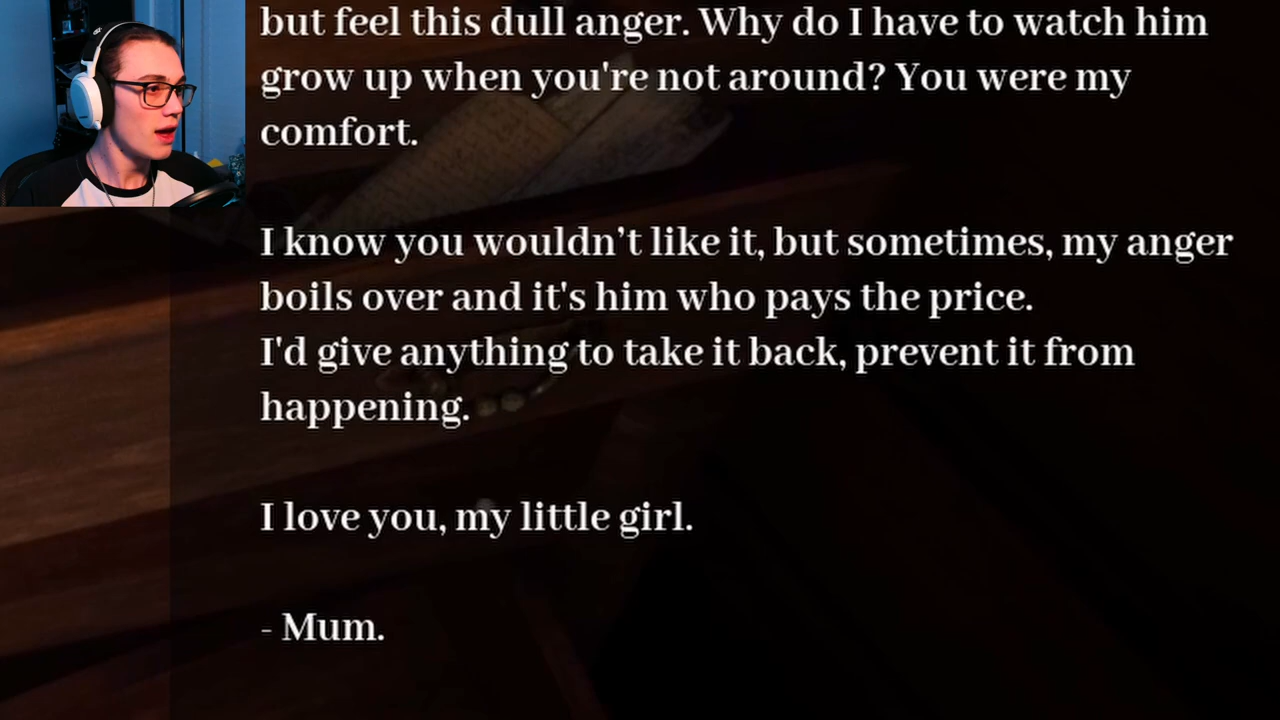 but feel this dull anger. Why do I have to watch him
grow up when you're not around? You were my
comfort.
I know you wouldn’t like it, but sometimes, my anger
boils over and it's him who pays the price.
I'd give anything to take it back, prevent it from
happening.
I love you, my little girl.
- Mum.